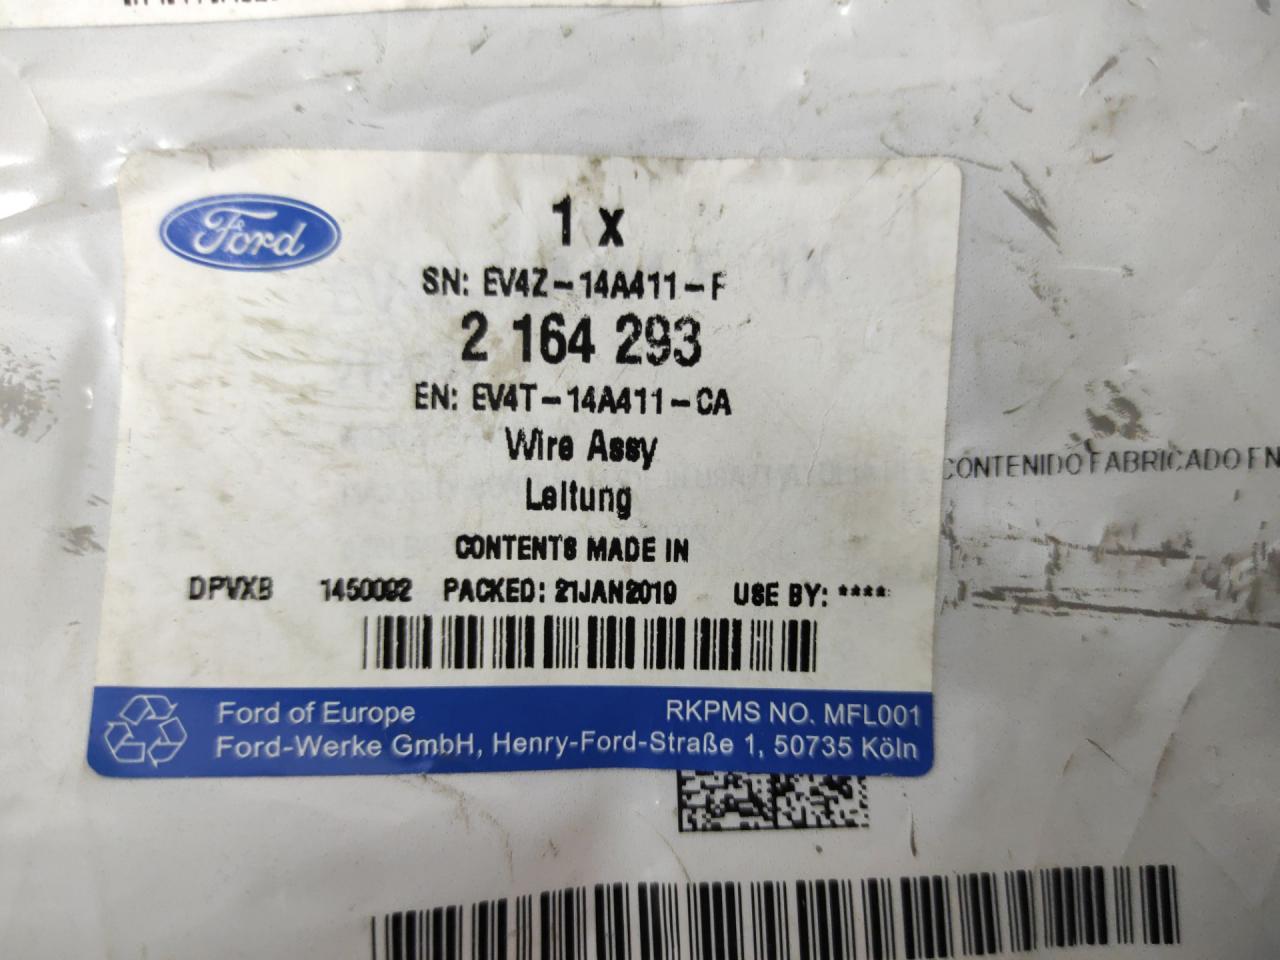 Ford
1 x
SN: EV4Z-14A411-F
2 164 293
EN: EV4T-14A411-CA
Wire Assy
Leitung
CONTENTS MADE IN
CONTENIDO FABRICADO EN
DPVXB 1450092 PACKED: 21JAN2019 USE BY: ****
Ford of Europe RKPMS NO. MFL001
Ford-Werke GmbH, Henry-Ford-Straße 1, 50735 Köln